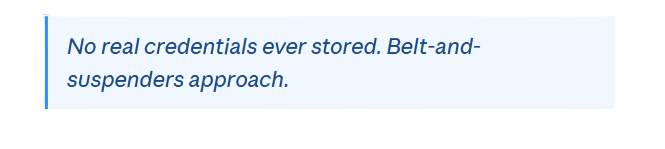 No real credentials ever stored. Belt-and-
suspenders approach.